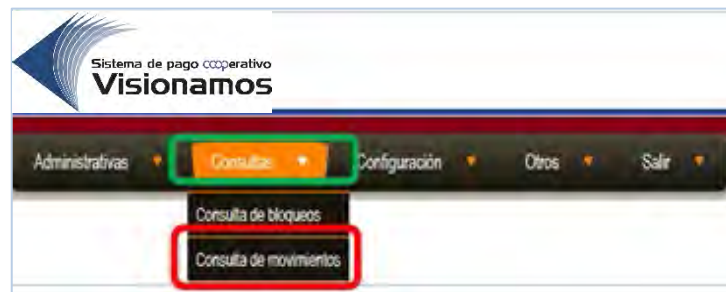 Sistema de pago cooperativo
Visionamos
Administrativas Consultas Configuración Otros Salir
Consulta de bloqueos
Consulta de movimientos